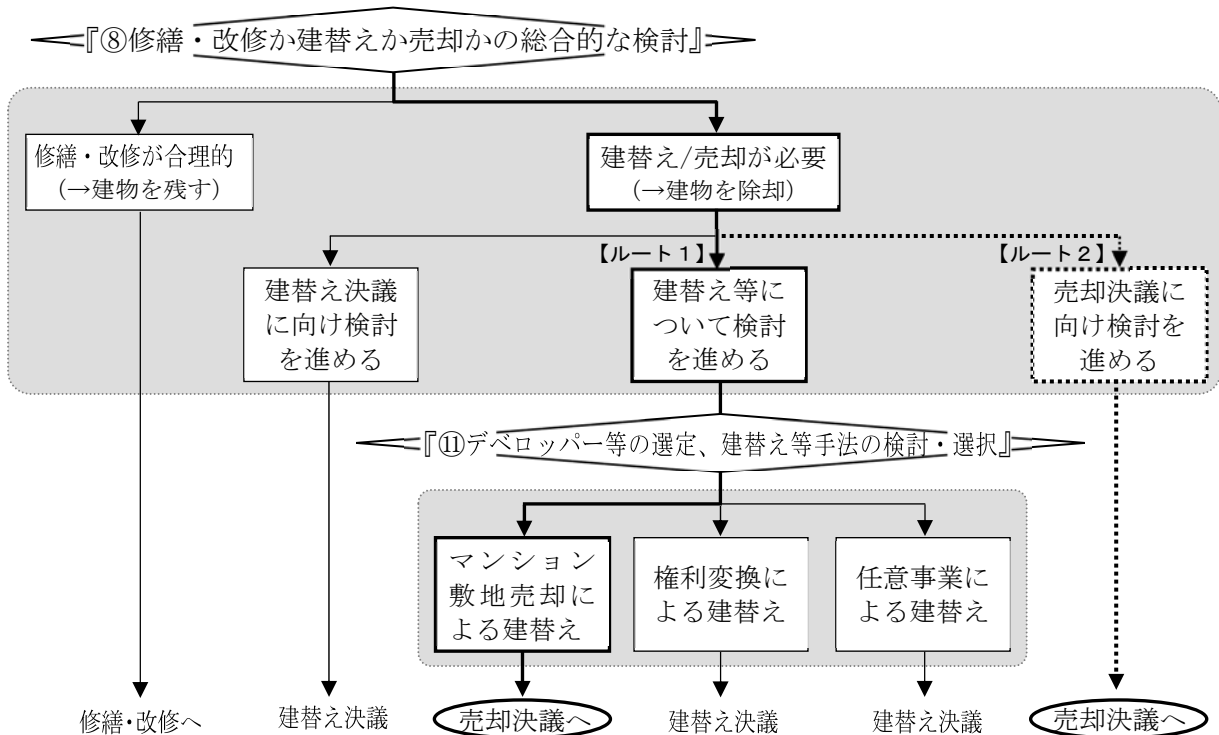 『⑧修繕・改修か建替えか売却かの総合的な検討』
修繕・改修が合理的
（→建物を残す）
建替え/売却が必要
（→建物を除却）
【ルート１】
【ルート２】
建替え決議
に向け検討
を進める
建替え等に
ついて検討
を進める
売却決議に
向け検討を
進める
『⑪デベロッパー等の選定、建替え等手法の検討・選択』
マンション
敷地売却に
よる建替え
権利変換に
よる建替え
任意事業に
よる建替え
修繕・改修へ
建替え決議
売却決議へ
建替え決議
建替え決議
売却決議へ